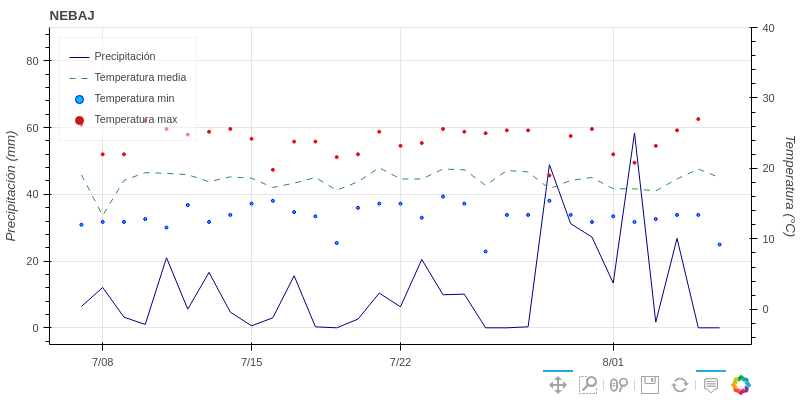 NEBAJ
Precipitación
Temperatura media
Temperatura min
Temperatura max
Precipitación (mm)
80
60
40
20
0
Temperatura (°C)
40
30
20
10
0
7/08
7/15
7/22
8/01